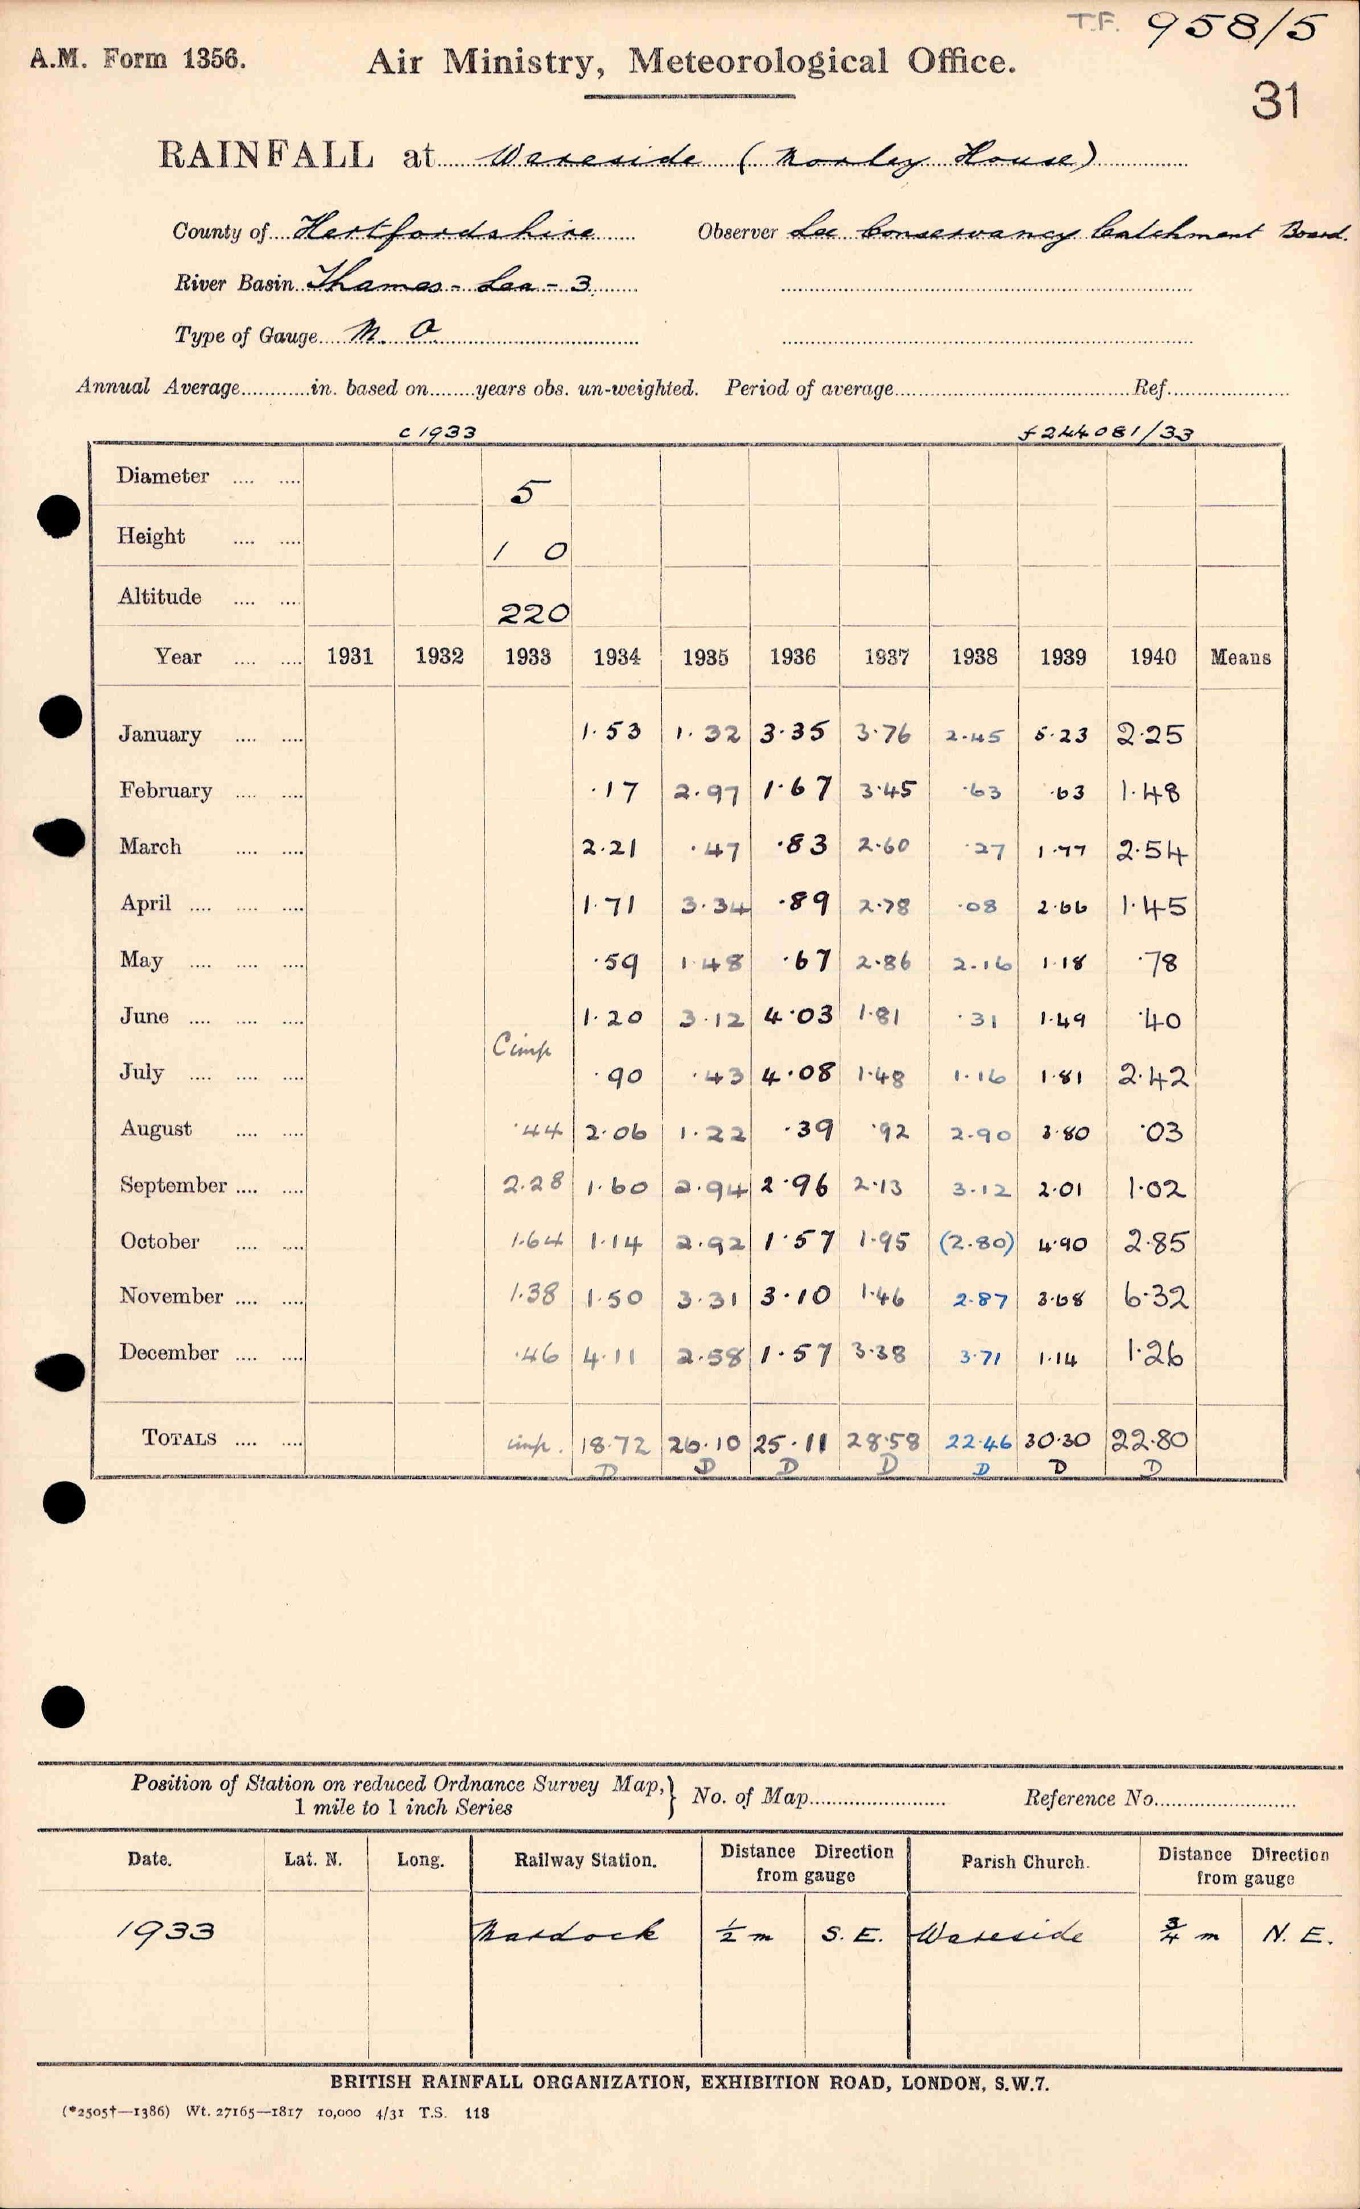 T.F. 958/5
A.M. Form 1356. Air Ministry, Meteorological Office.
31
RAINFALL at Wareside (Morley House)
County of Hertfordshire Observer Lee Conservancy Catchment Board.
River Basin Thames - Lea - 3
Type of Gauge M. O.
Annual Average............in. based on........years obs. un-weighted. Period of average..........Ref..........
c 1933 f 244081/33
Diameter .... .... 5
Height .... .... 1 0
Altitude .... .... 220
Year .... .... 1931 1932 1933 1934 1935 1936 1937 1938 1939 1940 Means
January .... .... 1.53 1.32 3.35 3.76 2.45 5.23 2.25
February .... .... .17 2.97 1.67 3.45 .63 .63 1.48
March .... .... 2.21 .47 .83 2.60 .27 1.77 2.54
April .... .... .... 1.71 3.34 .89 2.78 .08 2.66 1.45
May .... .... .... .59 1.48 .67 2.86 2.16 1.18 .78
June .... .... .... 1.20 3.12 4.03 1.81 .31 1.49 .40
Cimp
July .... .... .... .90 .43 4.08 1.48 1.16 1.81 2.42
August .... .... .44 2.06 1.22 .39 .92 2.90 3.80 .03
September .... .... 2.28 1.60 2.94 2.96 2.13 3.12 2.01 1.02
October .... .... 1.64 1.14 2.92 1.57 1.95 (2.80) 4.90 2.85
November .... .... 1.38 1.50 3.31 3.10 1.46 2.87 3.68 6.32
December .... .... .46 4.11 2.58 1.57 3.38 3.71 1.14 1.26
TOTALS .... .... imp. 18.72 26.10 25.11 28.58 22.46 30.30 22.80
D D D D D D D
Position of Station on reduced Ordnance Survey Map, } No. of Map.......... Reference No..........
1 mile to 1 inch Series
Date. Lat. N. Long. Railway Station. Distance Direction from gauge Parish Church. Distance Direction from gauge
1933 Mardock ½ m S. E. Wareside ¾ m N. E.
BRITISH RAINFALL ORGANIZATION, EXHIBITION ROAD, LONDON, S.W.7.
(*2505†—1386) Wt. 27165—1817 10,000 4/31 T.S. 118